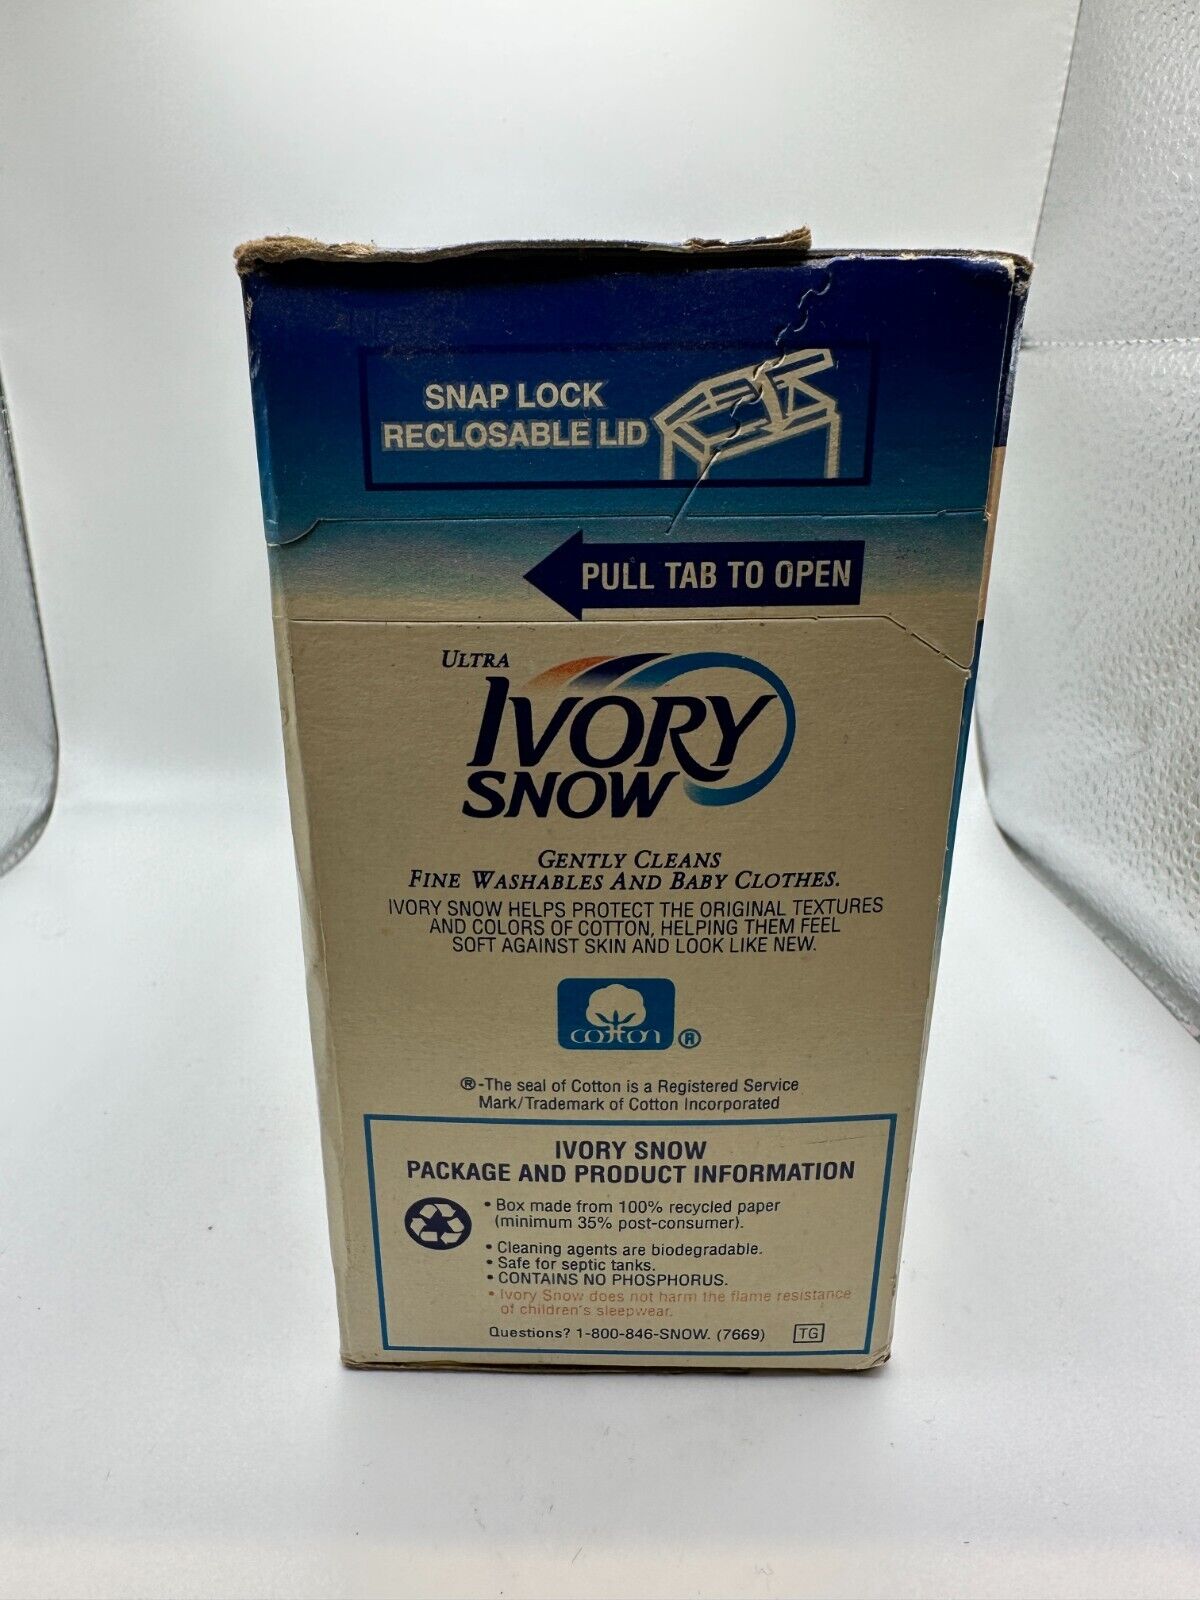 SNAP LOCK
RECLOSABLE LID
PULL TAB TO OPEN
ULTRA
IVORY
SNOW
GENTLY CLEANS
FINE WASHABLES AND BABY CLOTHES.
IVORY SNOW HELPS PROTECT THE ORIGINAL TEXTURES
AND COLORS OF COTTON, HELPING THEM FEEL
SOFT AGAINST SKIN AND LOOK LIKE NEW.
cotton ®
®-The seal of Cotton is a Registered Service
Mark/Trademark of Cotton Incorporated
IVORY SNOW
PACKAGE AND PRODUCT INFORMATION
• Box made from 100% recycled paper
(minimum 35% post-consumer).
• Cleaning agents are biodegradable.
• Safe for septic tanks.
• CONTAINS NO PHOSPHORUS.
• Ivory Snow does not harm the flame resistance
of children's sleepwear.
Questions? 1-800-846-SNOW. (7669) TG